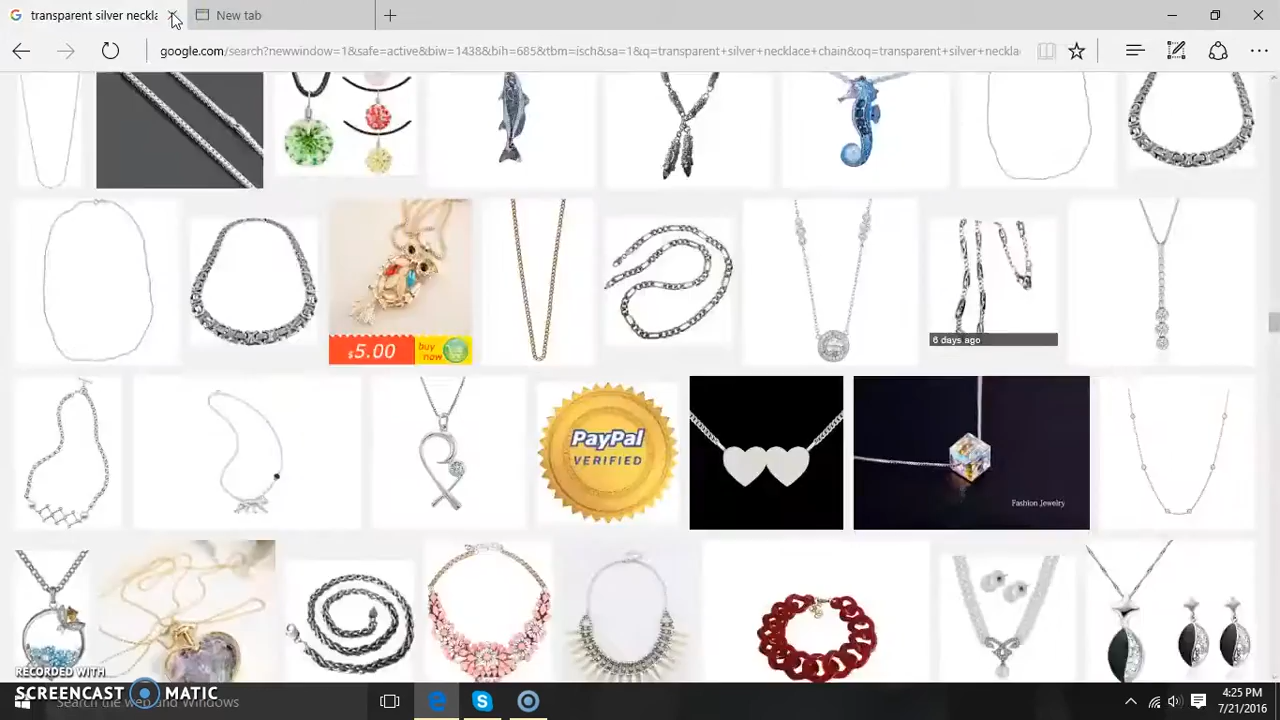 transparent silver neckla
New tab
google.com/search?newwindow=1&safe=active&biw=1438&bih=685&tbm=isch&sa=1&q=transparent+silver+necklace+chain&oq=transparent+silver+neckla
$5.00
buy now
6 days ago
PayPal
VERIFIED
Fashion Jewelry
RECORDED WITH
SCREENCAST MATIC
Search the web and Windows
4:25 PM
7/21/2016